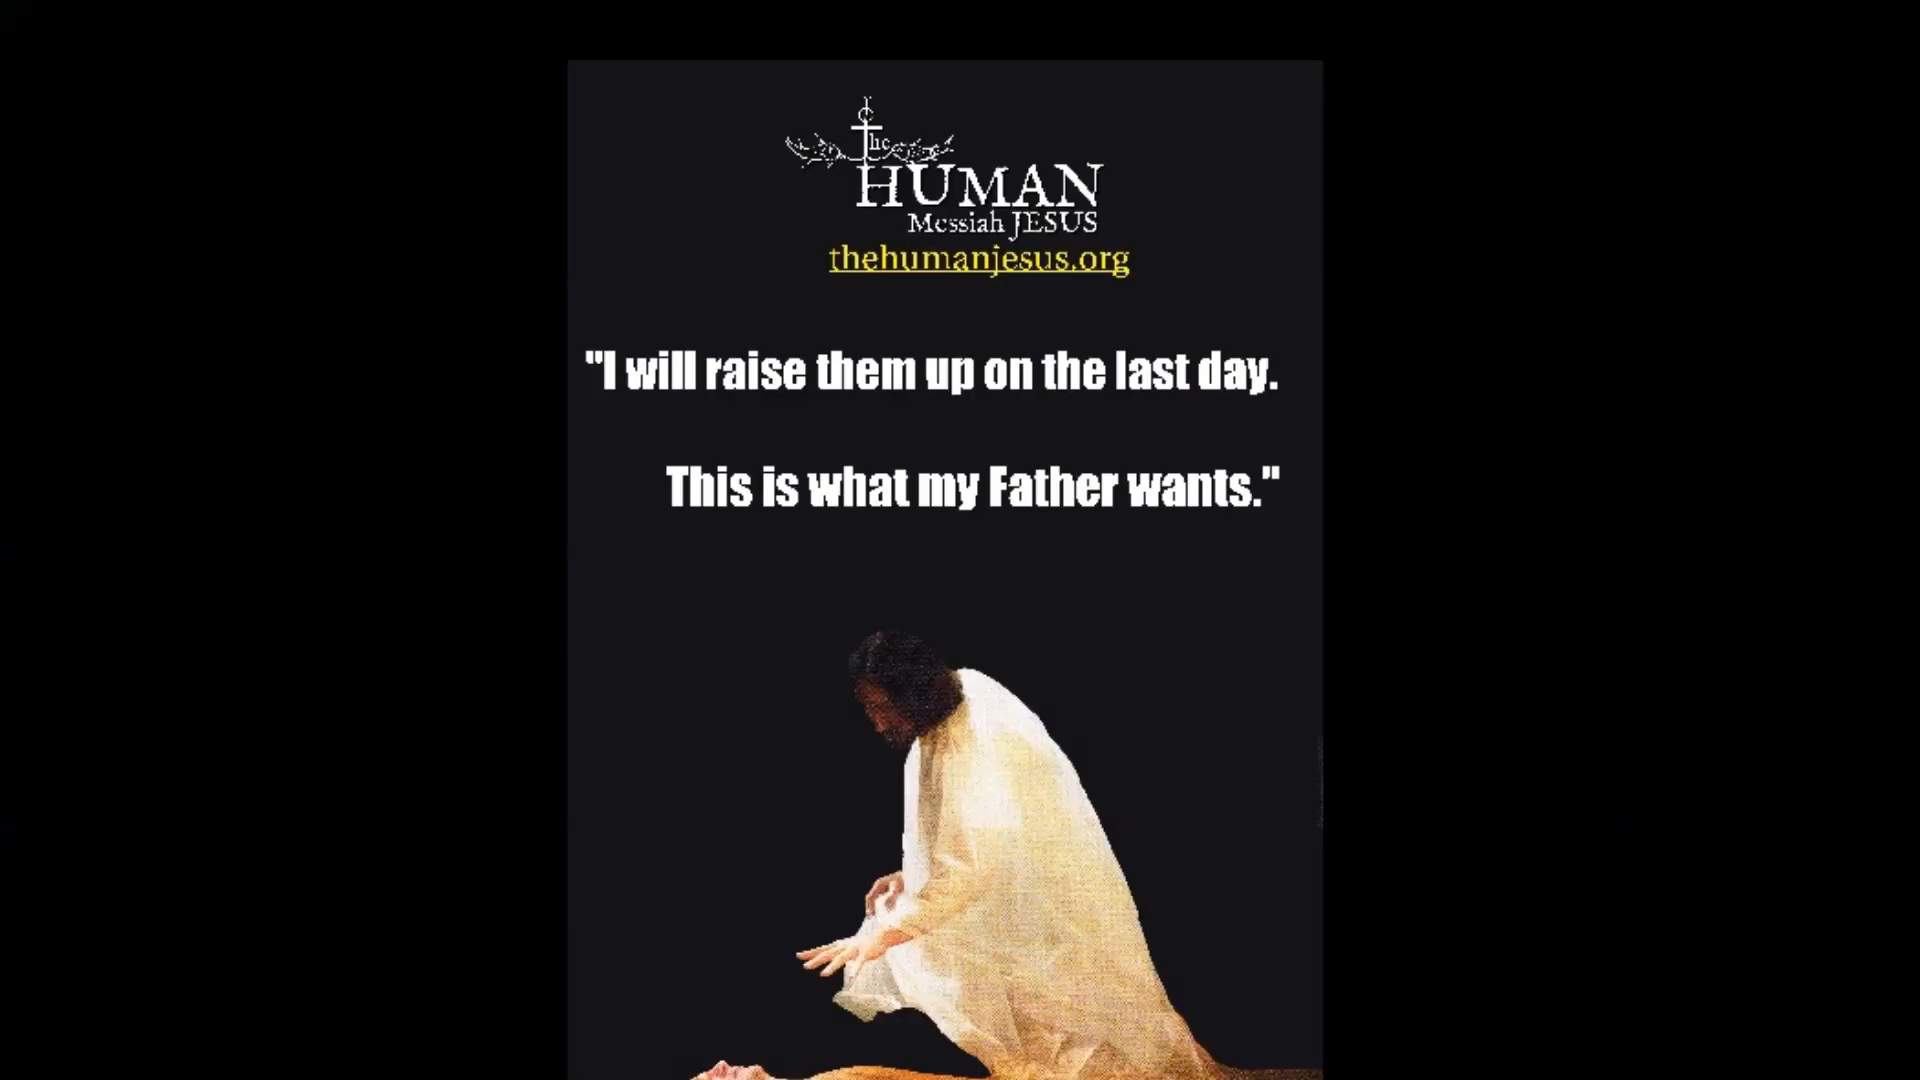 The
HUMAN
Messiah JESUS
thehumanjesus.org
"I will raise them up on the last day.
This is what my Father wants."